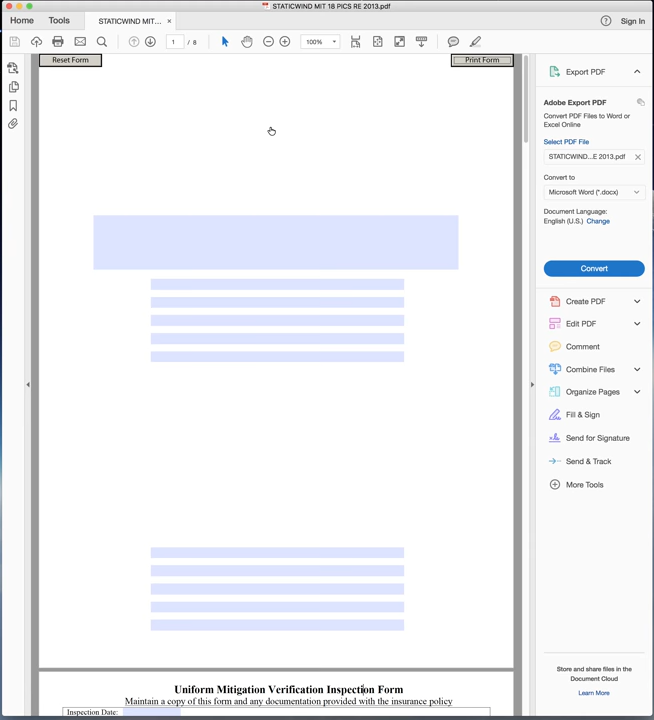 STATICWIND MIT 18 PICS RE 2013.pdf
Home Tools STATICWIND MIT... × ? Sign In
1 / 8 100%
Reset Form Print Form
Export PDF
Adobe Export PDF
Convert PDF Files to Word or
Excel Online
Select PDF File
STATICWIND...E 2013.pdf
Convert to
Microsoft Word (*.docx)
Document Language:
English (U.S.) Change
Convert
Create PDF
Edit PDF
Comment
Combine Files
Organize Pages
Fill & Sign
Send for Signature
Send & Track
More Tools
Store and share files in the
Document Cloud
Learn More
Uniform Mitigation Verification Inspection Form
Maintain a copy of this form and any documentation provided with the insurance policy
Inspection Date: